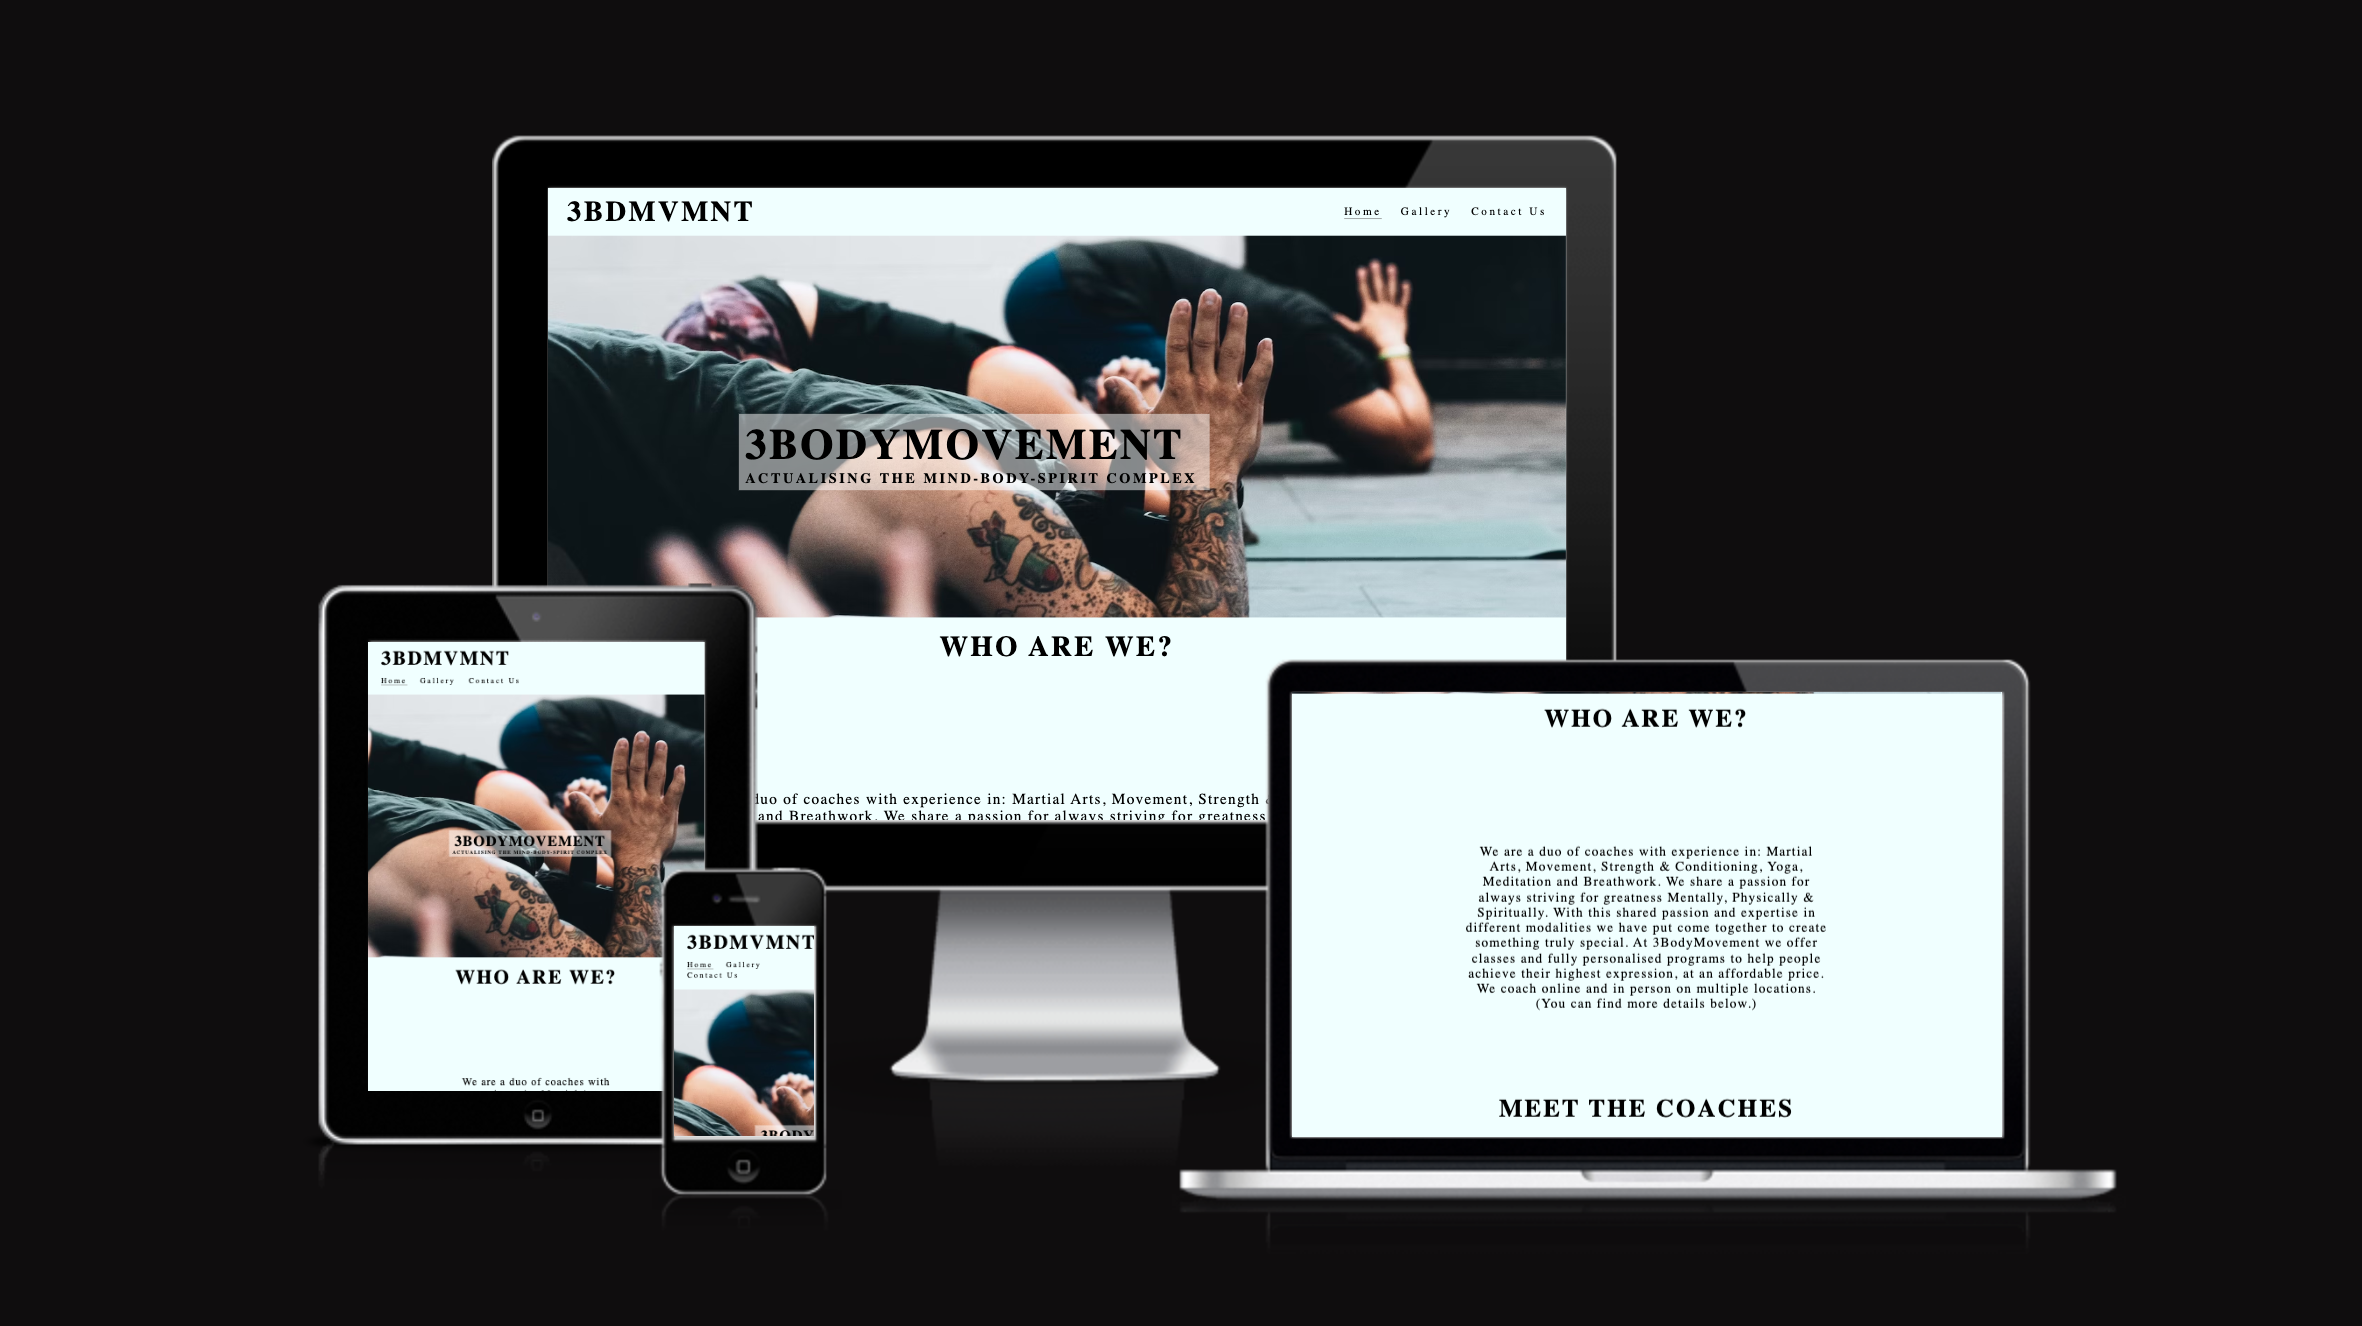 3BDMVMNT
Home Gallery Contact Us
3BODYMOVEMENT
ACTUALISING THE MIND-BODY-SPIRIT COMPLEX
WHO ARE WE?
duo of coaches with experience in: Martial Arts, Movement, Strength
and Breathwork. We share a passion for always striving for greatness
3BDMVMNT
Home Gallery Contact Us
3BODYMOVEMENT
ACTUALISING THE MIND-BODY-SPIRIT COMPLEX
WHO ARE WE?
We are a duo of coaches with
3BDMVMNT
Home Gallery
Contact Us
3BODY
WHO ARE WE?
We are a duo of coaches with experience in: Martial
Arts, Movement, Strength & Conditioning, Yoga,
Meditation and Breathwork. We share a passion for
always striving for greatness Mentally, Physically &
Spiritually. With this shared passion and expertise in
different modalities we have put come together to create
something truly special. At 3BodyMovement we offer
classes and fully personalised programs to help people
achieve their highest expression, at an affordable price.
We coach online and in person on multiple locations.
(You can find more details below.)
MEET THE COACHES